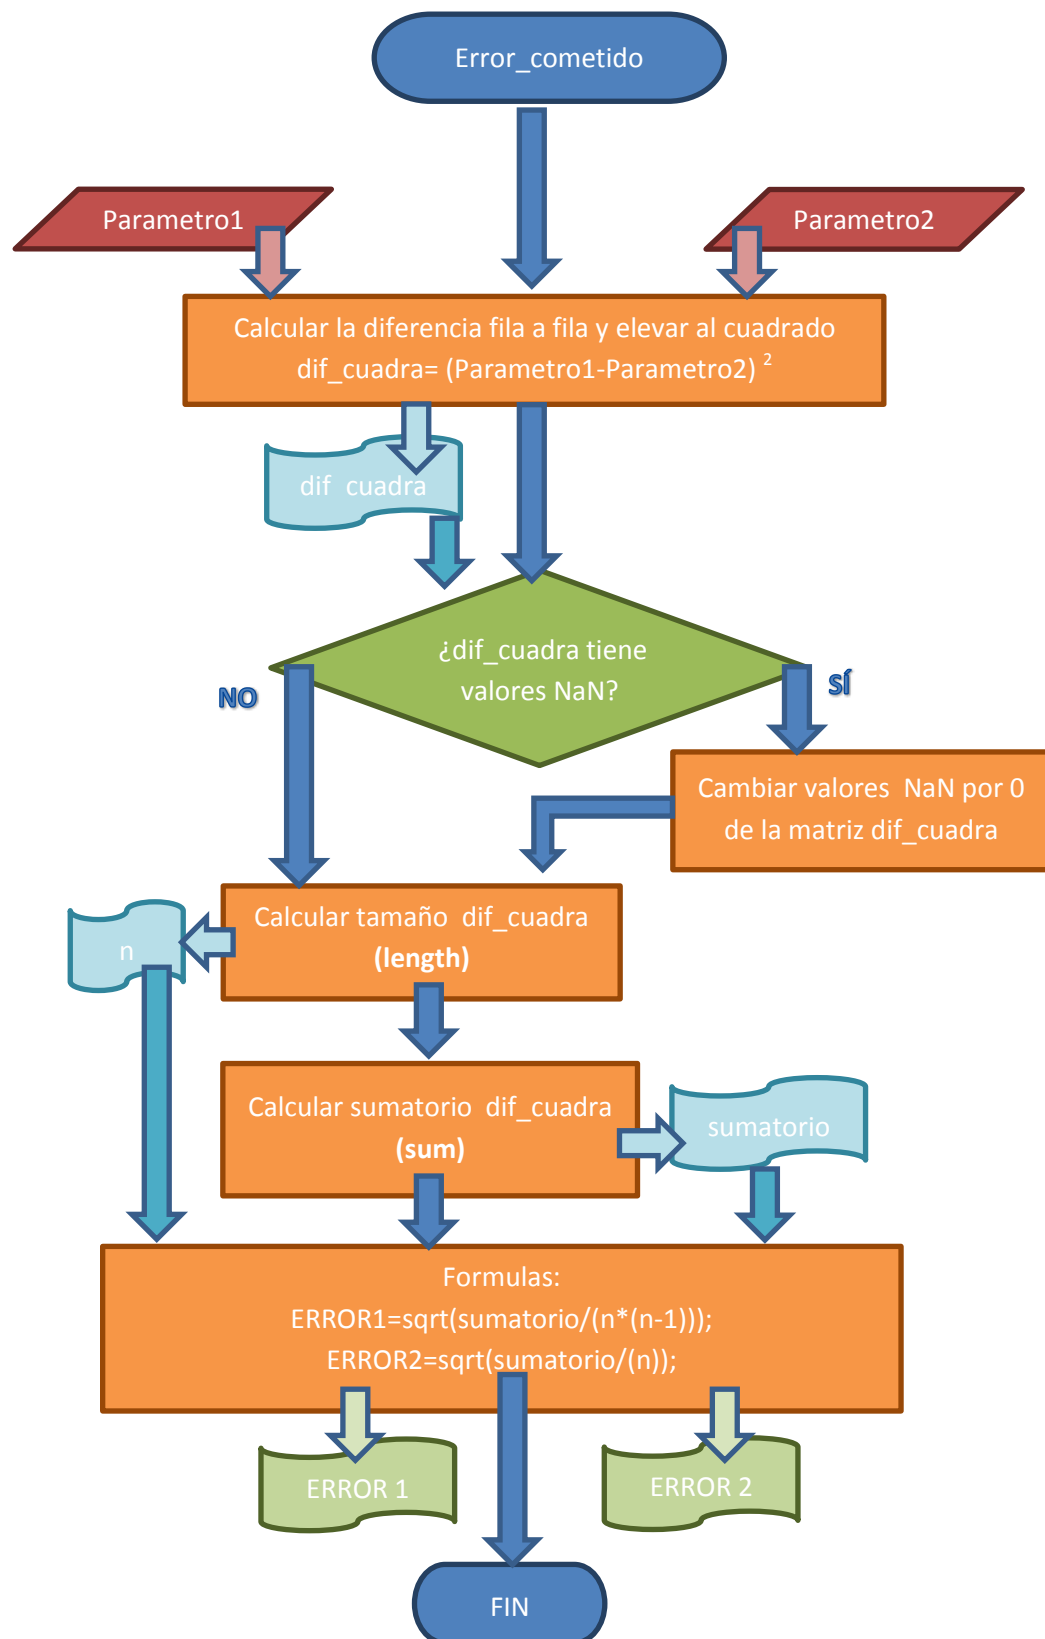 Error_cometido
Parametro1
Parametro2
Calcular la diferencia fila a fila y elevar al cuadrado
dif_cuadra= (Parametro1-Parametro2) ²
dif cuadra
¿dif_cuadra tiene
valores NaN?
NO
SÍ
Cambiar valores NaN por 0
de la matriz dif_cuadra
Calcular tamaño dif_cuadra
(length)
n
Calcular sumatorio dif_cuadra
(sum)
sumatorio
Formulas:
ERROR1=sqrt(sumatorio/(n*(n-1)));
ERROR2=sqrt(sumatorio/(n));
ERROR 1
ERROR 2
FIN